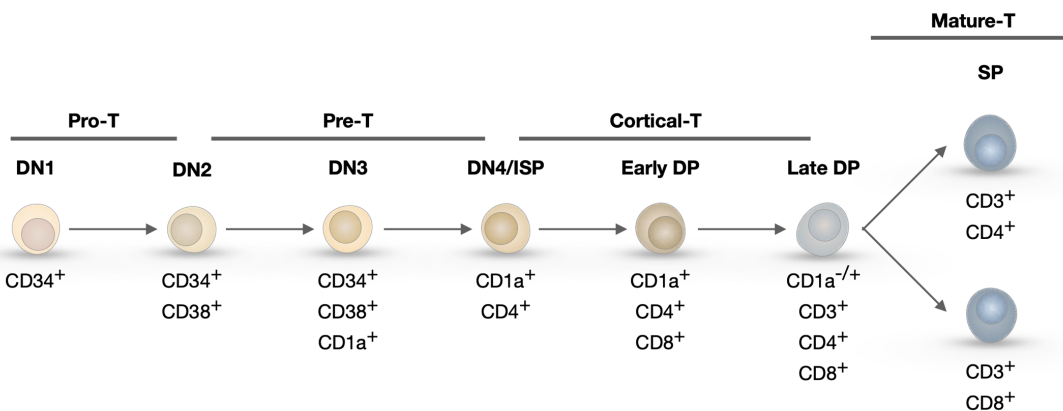 Mature-T
SP
Pro-T
Pre-T
Cortical-T
DN1
DN2
DN3
DN4/ISP
Early DP
Late DP
CD34⁺
CD34⁺
CD38⁺
CD34⁺
CD38⁺
CD1a⁺
CD1a⁺
CD4⁺
CD1a⁺
CD4⁺
CD8⁺
CD1a⁻/⁺
CD3⁺
CD4⁺
CD8⁺
CD3⁺
CD4⁺
CD3⁺
CD8⁺